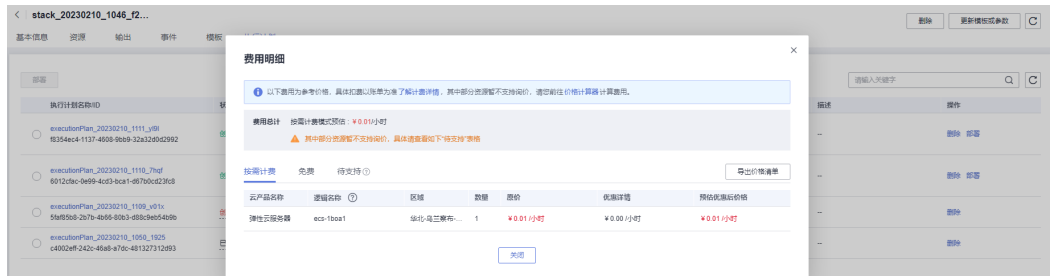 stack_20230210_1046_f2...
删除 更新模板或参数
基本信息 资源 输出 事件 模板
费用明细
部署
以下费用为参考价格，具体扣费以账单为准 了解计费详情，其中部分资源暂不支持询价，请您前往 价格计算器 计算费用。
请输入关键字
执行计划名称/ID
描述 操作
费用总计 按需计费模式预估：¥0.01/小时
其中部分资源暂不支持询价，具体请查看如下“待支持”表格
executionPlan_20230210_1111_yi9l
f8354ec4-1137-4608-9bb9-32a32d0d2992
-- 删除 部署
按需计费 免费 待支持
导出价格清单
executionPlan_20230210_1110_7hqf
6012cfac-0e99-4cd3-bca1-d67b0cd23fc8
-- 删除 部署
云产品名称 逻辑名称 区域 数量 原价 优惠详情 预估优惠后价格
弹性云服务器 ecs-1boa1 华北-乌兰察布-... 1 ¥0.01/小时 ¥0.00/小时 ¥0.01/小时
executionPlan_20230210_1109_v01x
5faf85b8-2b7b-4b66-80b3-d88c9eb54b9b
-- 删除
executionPlan_20230210_1050_1925
c4002eff-242c-46a8-a7dc-481327312d93
-- 删除
关闭